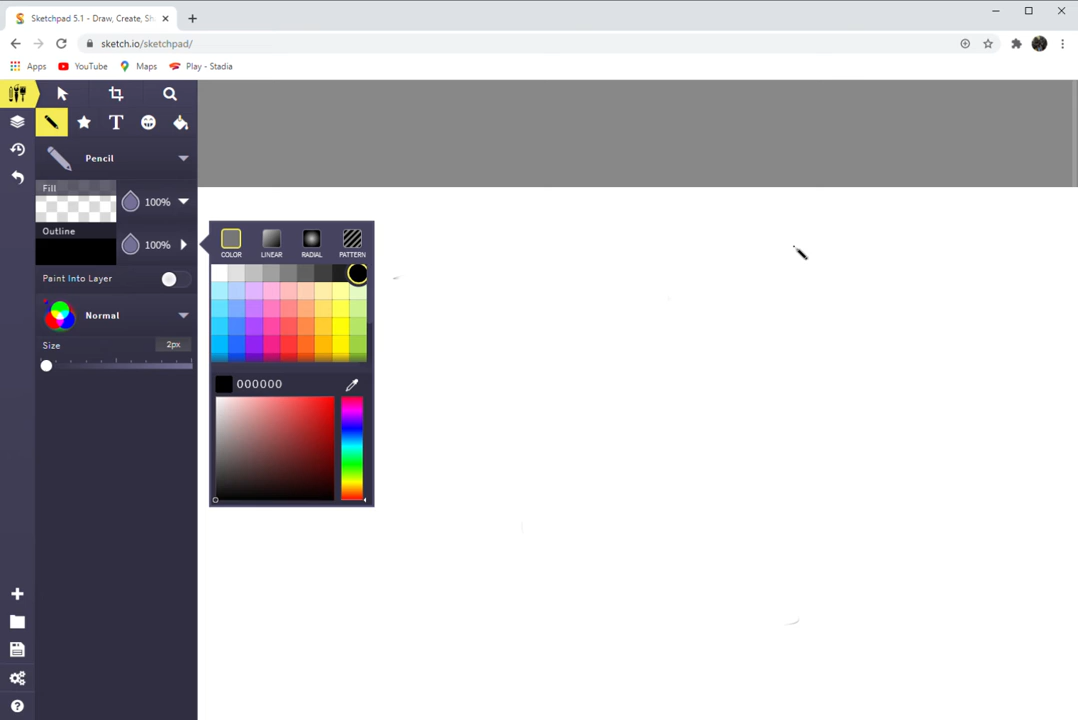 Sketchpad 5.1 - Draw, Create, Sh
sketch.io/sketchpad/
Apps YouTube Maps Play - Stadia
T
Pencil
Fill
100%
Outline
100%
COLOR LINEAR RADIAL PATTERN
Paint Into Layer
Normal
Size 2px
000000